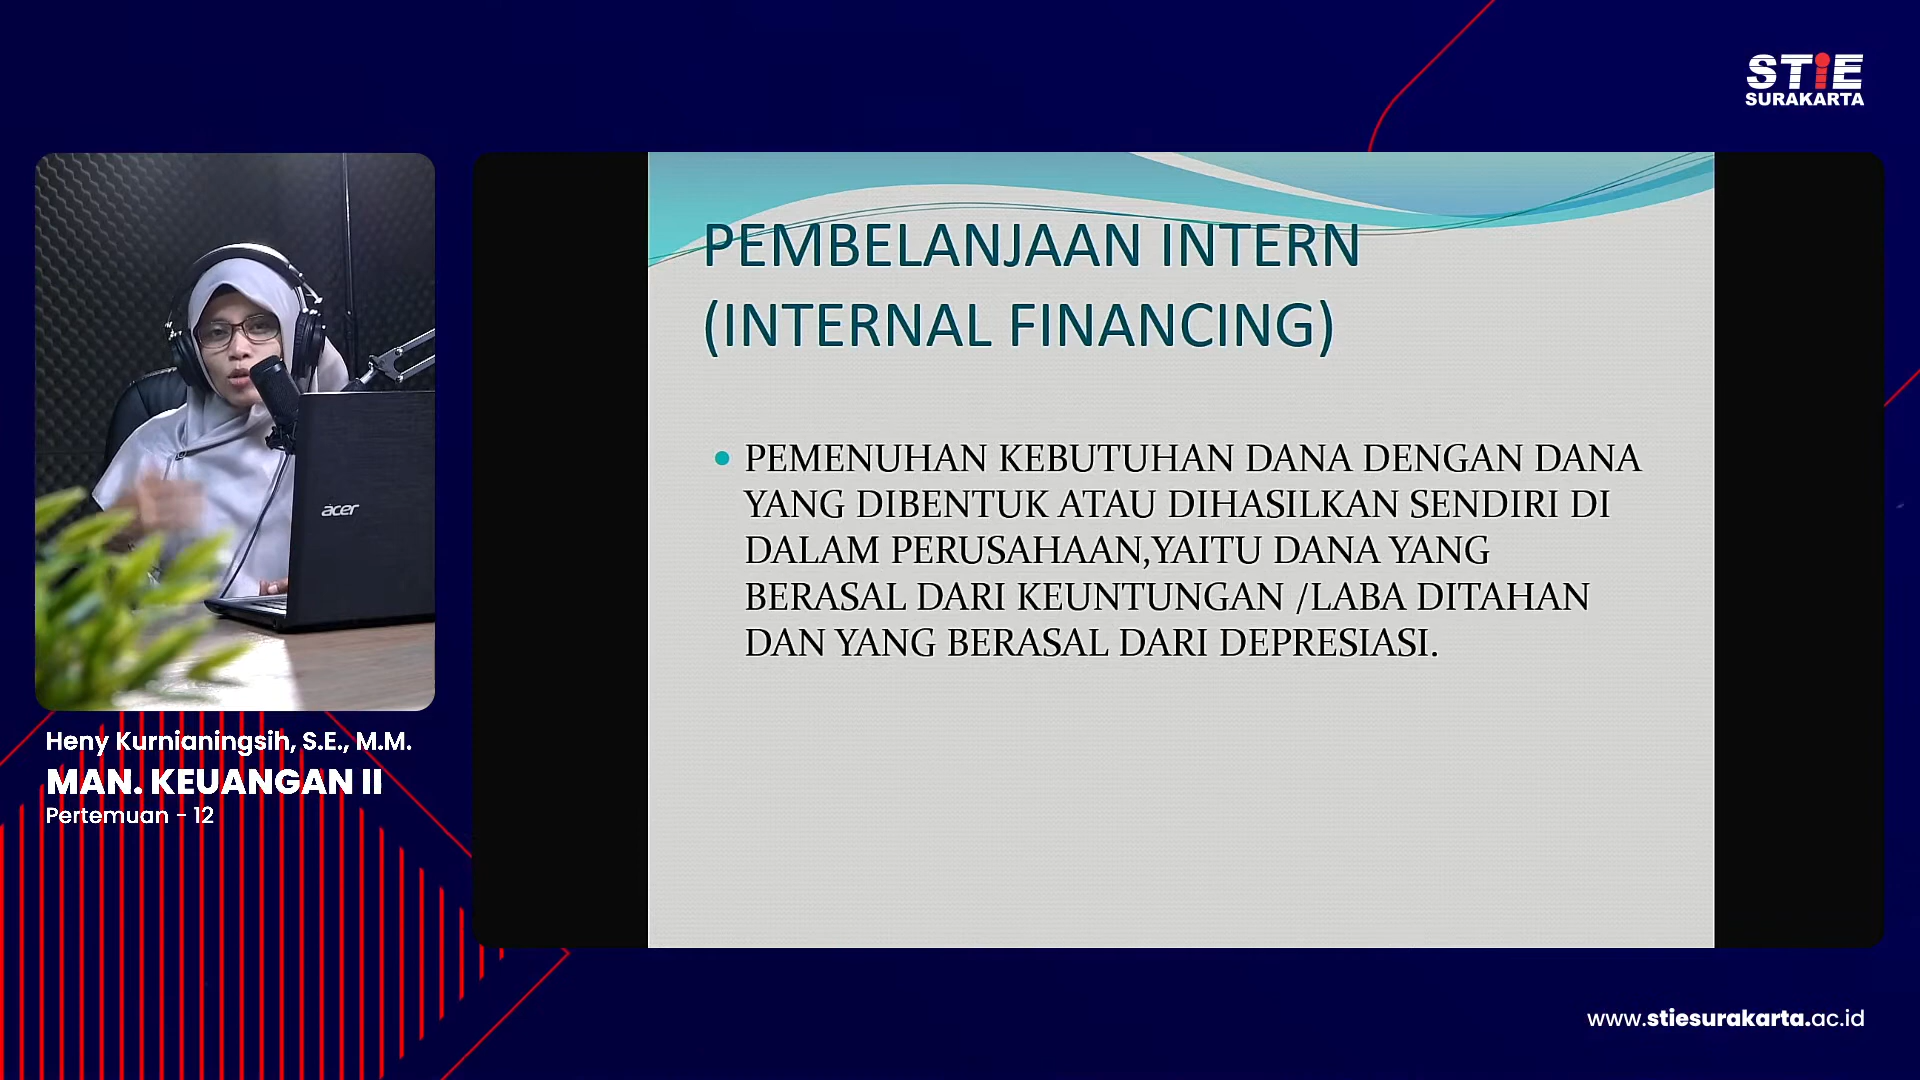 STiE
SURAKARTA
PEMBELANJAAN INTERN
(INTERNAL FINANCING)
• PEMENUHAN KEBUTUHAN DANA DENGAN DANA
YANG DIBENTUK ATAU DIHASILKAN SENDIRI DI
DALAM PERUSAHAAN,YAITU DANA YANG
BERASAL DARI KEUNTUNGAN /LABA DITAHAN
DAN YANG BERASAL DARI DEPRESIASI.
acer
Heny Kurnianingsih, S.E., M.M.
MAN. KEUANGAN II
Pertemuan - 12
www.stiesurakarta.ac.id